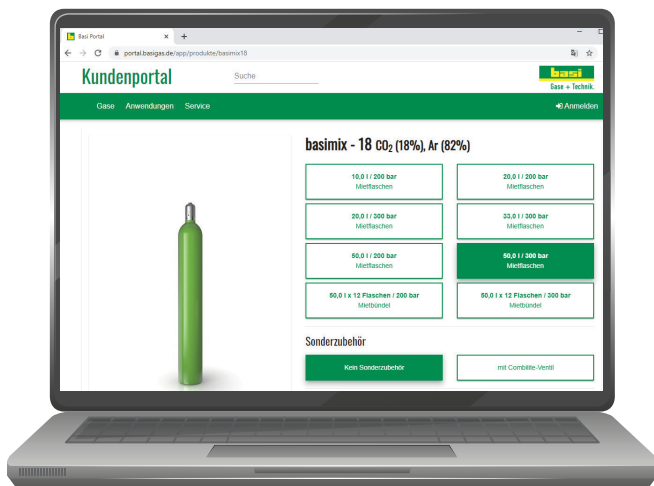 Basi Portal
portal.basigas.de/app/produkte/basimix18
Kundenportal
Suche
basi
Gase + Technik.
Gase Anwendungen Service
Anmelden
basimix - 18 CO₂ (18%), Ar (82%)
10,0 l / 200 bar
Mietflaschen
20,0 l / 200 bar
Mietflaschen
20,0 l / 300 bar
Mietflaschen
33,0 l / 300 bar
Mietflaschen
50,0 l / 200 bar
Mietflaschen
50,0 l / 300 bar
Mietflaschen
50,0 l x 12 Flaschen / 200 bar
Mietbündel
50,0 l x 12 Flaschen / 300 bar
Mietbündel
Sonderzubehör
Kein Sonderzubehör
mit Combilite-Ventil